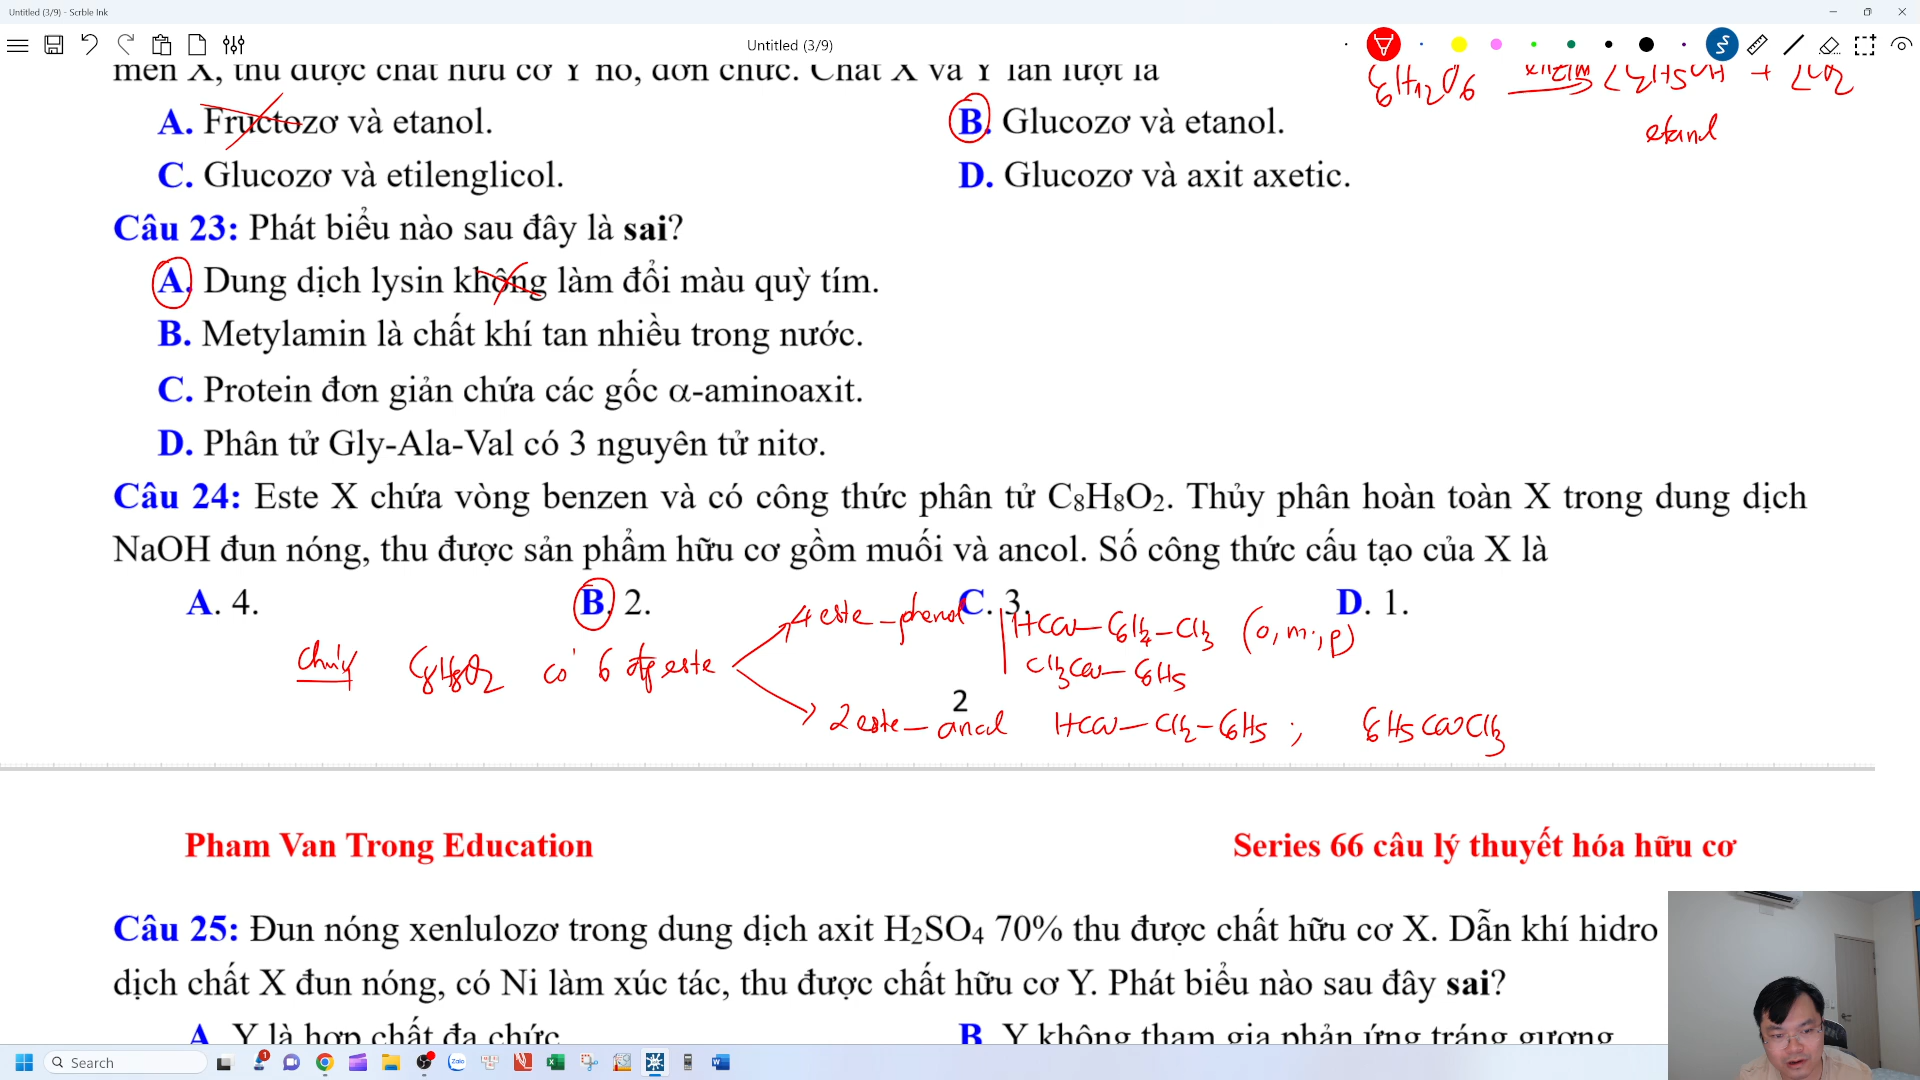 Untitled (3/9) - Scrble Ink
Untitled (3/9)
men X, thu được chất hữu cơ Y no, đơn chức. Chất X và Y lần lượt là
A. Fructozơ và etanol.
B. Glucozơ và etanol.
etanol
C. Glucozơ và etilenglicol.
D. Glucozơ và axit axetic.
Câu 23: Phát biểu nào sau đây là sai?
A. Dung dịch lysin không làm đổi màu quỳ tím.
B. Metylamin là chất khí tan nhiều trong nước.
C. Protein đơn giản chứa các gốc α-aminoaxit.
D. Phân tử Gly-Ala-Val có 3 nguyên tử nitơ.
Câu 24: Este X chứa vòng benzen và có công thức phân tử C8H8O2. Thủy phân hoàn toàn X trong dung dịch
NaOH đun nóng, thu được sản phẩm hữu cơ gồm muối và ancol. Số công thức cấu tạo của X là
A. 4.
B. 2.
C. 3.
D. 1.
4 este - phenol
HCOO-C6H4-CH3 (o, m, p)
CH3COO-C6H5
Chú ý C8H8O2 có 6 đp este
2
2 este - ancol HCOO-CH2-C6H5 ; C6H5COOCH3
Pham Van Trong Education
Series 66 câu lý thuyết hóa hữu cơ
Câu 25: Đun nóng xenlulozơ trong dung dịch axit H2SO4 70% thu được chất hữu cơ X. Dẫn khí hidro
dịch chất X đun nóng, có Ni làm xúc tác, thu được chất hữu cơ Y. Phát biểu nào sau đây sai?
A. Y là hợp chất đa chức
B. Y không tham gia phản ứng tráng gương
Search